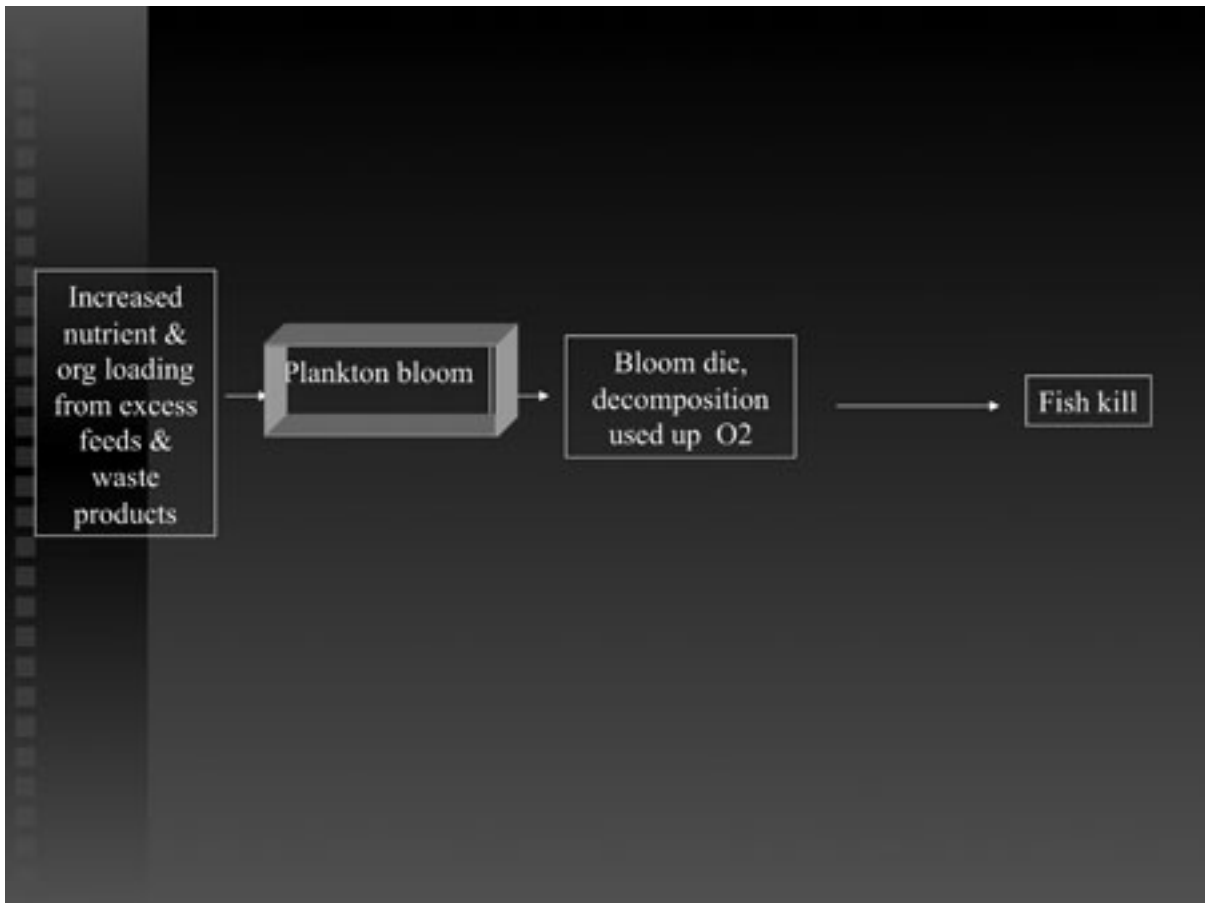 Increased
nutrient &
org loading
from excess
feeds &
waste
products
Plankton bloom
Bloom die,
decomposition
used up O2
Fish kill